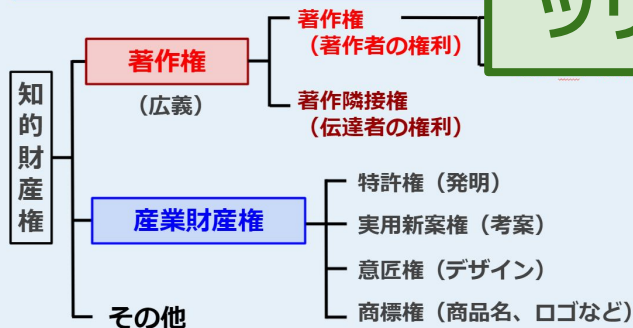 著作権
(著作者の権利)
ツリ
著作権
(広義)
著作隣接権
(伝達者の権利)
知的財産権
特許権(発明)
産業財産権
実用新案権(考案)
意匠権(デザイン)
商標権(商品名、ロゴなど)
その他